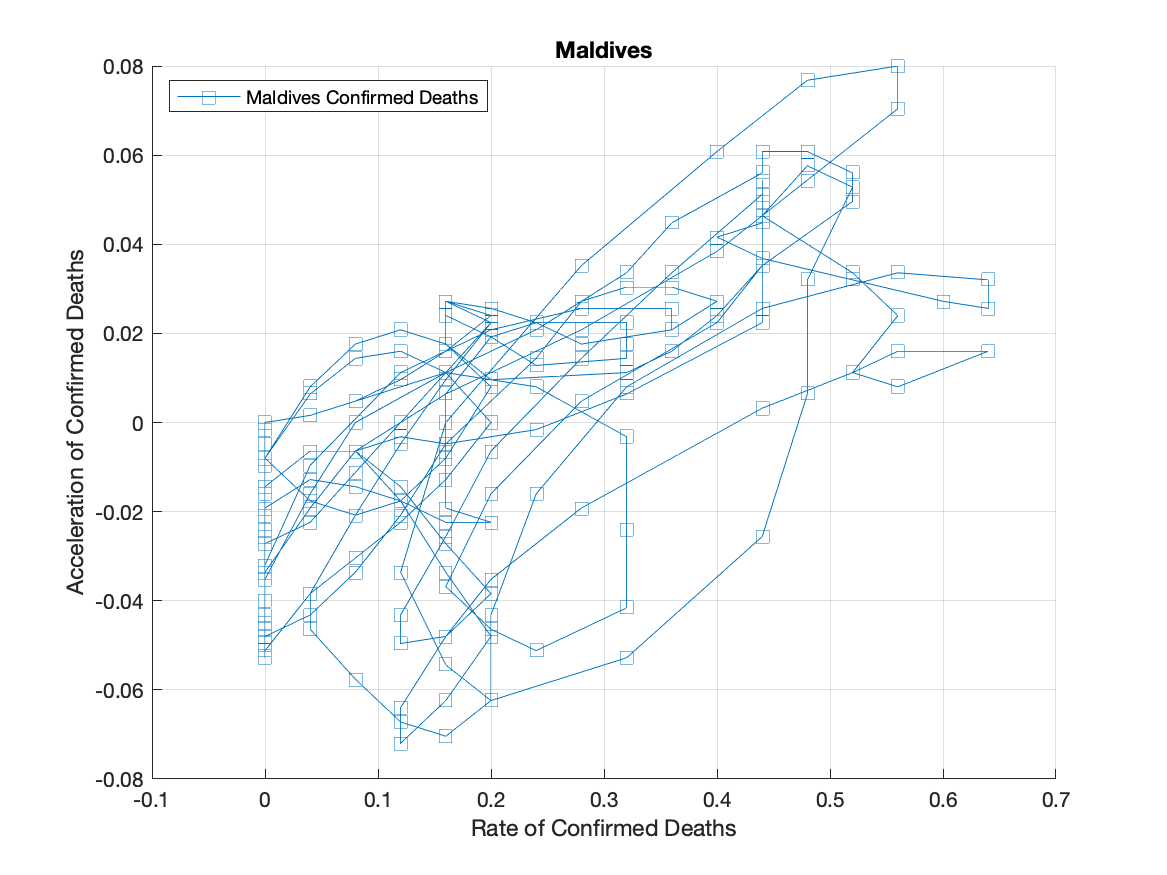 Maldives
Maldives Confirmed Deaths
0.08
0.06
0.04
0.02
0
-0.02
-0.04
-0.06
-0.08
Acceleration of Confirmed Deaths
-0.1 0 0.1 0.2 0.3 0.4 0.5 0.6 0.7
Rate of Confirmed Deaths